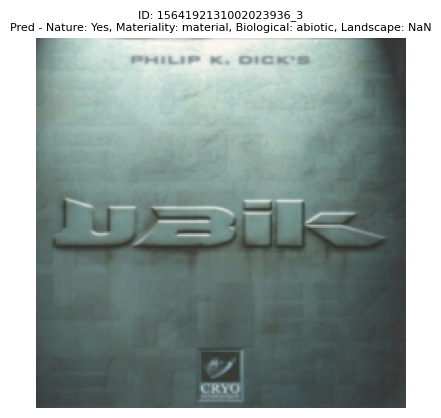 ID: 1564192131002023936_3
Pred - Nature: Yes, Materiality: material, Biological: abiotic, Landscape: NaN
PHILIP K. DICK'S
UBIK
CRYO